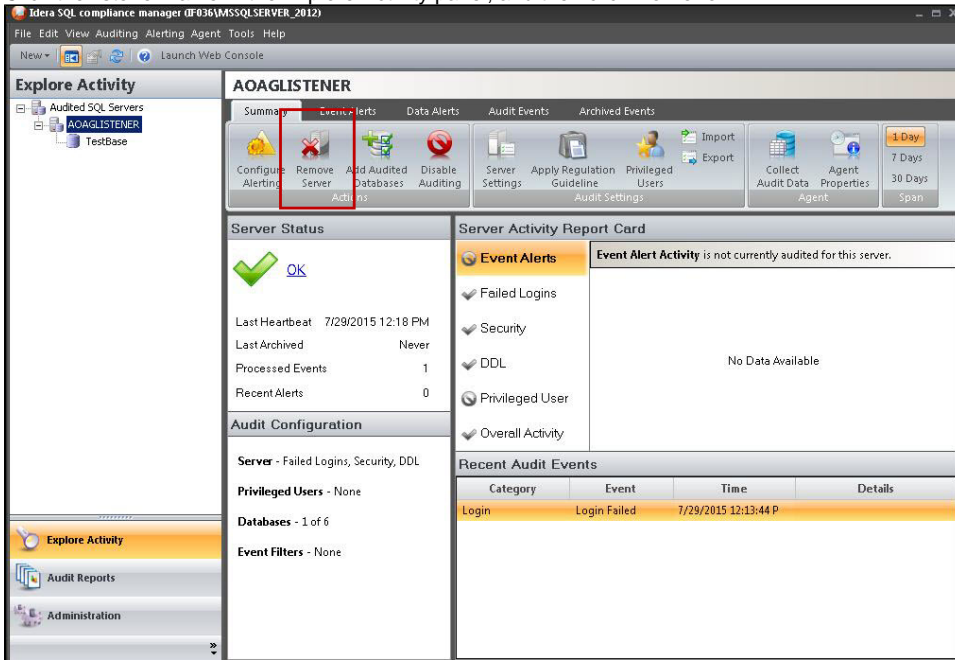 Idera SQL compliance manager (IF036\MSSQLSERVER_2012)
File Edit View Auditing Alerting Agent Tools Help
New Launch Web Console
Explore Activity
Audited SQL Servers
AOAGLISTENER
TestBase
Explore Activity
Audit Reports
Administration
AOAGLISTENER
Summary Event Alerts Data Alerts Audit Events Archived Events
Configure Alerting
Remove Server
Add Audited Databases
Disable Auditing
Actions
Server Settings
Apply Regulation Guideline
Privileged Users
Import
Export
Audit Settings
Collect Audit Data
Agent Properties
Agent
1 Day
7 Days
30 Days
Span
Server Status
OK
Last Heartbeat 7/29/2015 12:18 PM
Last Archived Never
Processed Events 1
Recent Alerts 0
Audit Configuration
Server - Failed Logins, Security, DDL
Privileged Users - None
Databases - 1 of 6
Event Filters - None
Server Activity Report Card
Event Alerts
Failed Logins
Security
DDL
Privileged User
Overall Activity
Event Alert Activity is not currently audited for this server.
No Data Available
Recent Audit Events
Category Event Time Details
Login Login Failed 7/29/2015 12:13:44 P